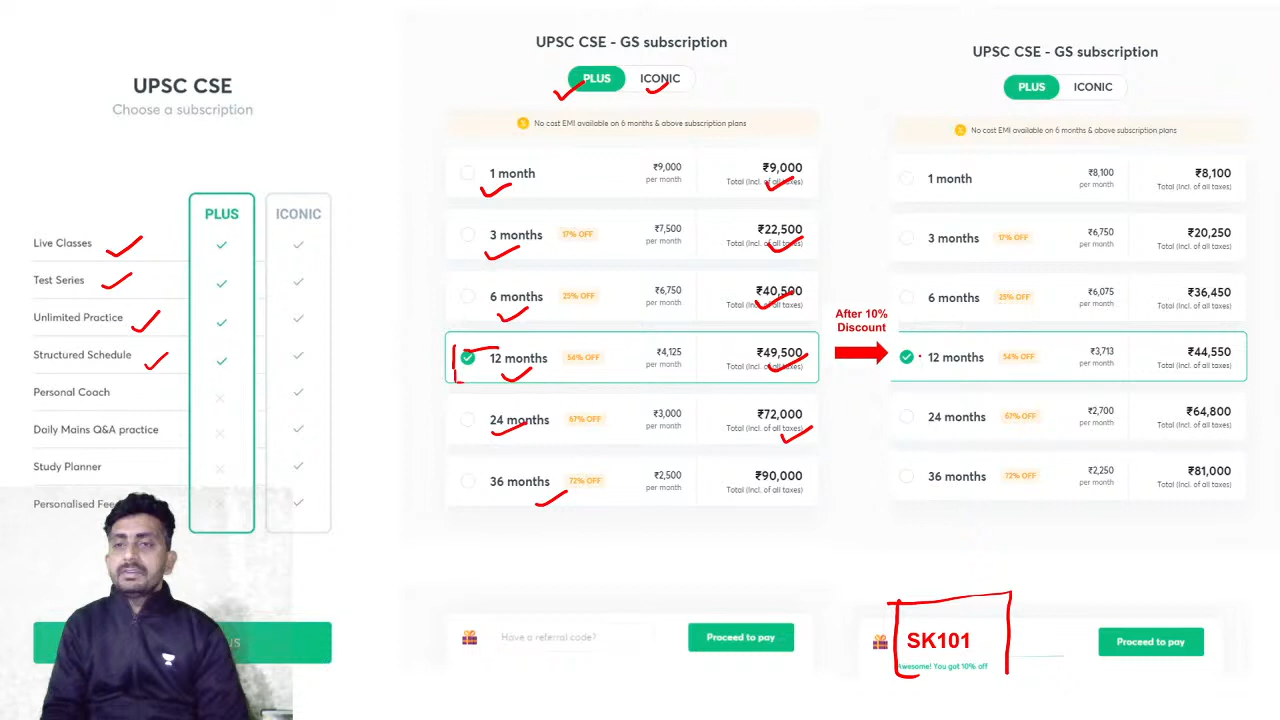 UPSC CSE
Choose a subscription
PLUS
ICONIC
Live Classes
Test Series
Unlimited Practice
Structured Schedule
Personal Coach
Daily Mains Q&A practice
Study Planner
Personalised
UPSC CSE - GS subscription
PLUS
ICONIC
No cost EMI available on 6 months & above subscription plans
1 month
₹9,000
per month
₹9,000
Total (Incl. of all taxes)
3 months
17% OFF
₹7,500
per month
₹22,500
Total (Incl. of all taxes)
6 months
25% OFF
₹6,750
per month
₹40,500
Total (Incl. of all taxes)
12 months
54% OFF
₹4,125
per month
₹49,500
Total (Incl. of all taxes)
24 months
67% OFF
₹3,000
per month
₹72,000
Total (Incl. of all taxes)
36 months
72% OFF
₹2,500
per month
₹90,000
Total (Incl. of all taxes)
Have a referral code?
Proceed to pay
After 10%
Discount
UPSC CSE - GS subscription
PLUS
ICONIC
No cost EMI available on 6 months & above subscription plans
1 month
₹8,100
per month
₹8,100
Total (Incl. of all taxes)
3 months
17% OFF
₹6,750
per month
₹20,250
Total (Incl. of all taxes)
6 months
25% OFF
₹6,075
per month
₹36,450
Total (Incl. of all taxes)
12 months
54% OFF
₹3,713
per month
₹44,550
Total (Incl. of all taxes)
24 months
67% OFF
₹2,700
per month
₹64,800
Total (Incl. of all taxes)
36 months
72% OFF
₹2,250
per month
₹81,000
Total (Incl. of all taxes)
SK101
Awesome! You got 10% off
Proceed to pay